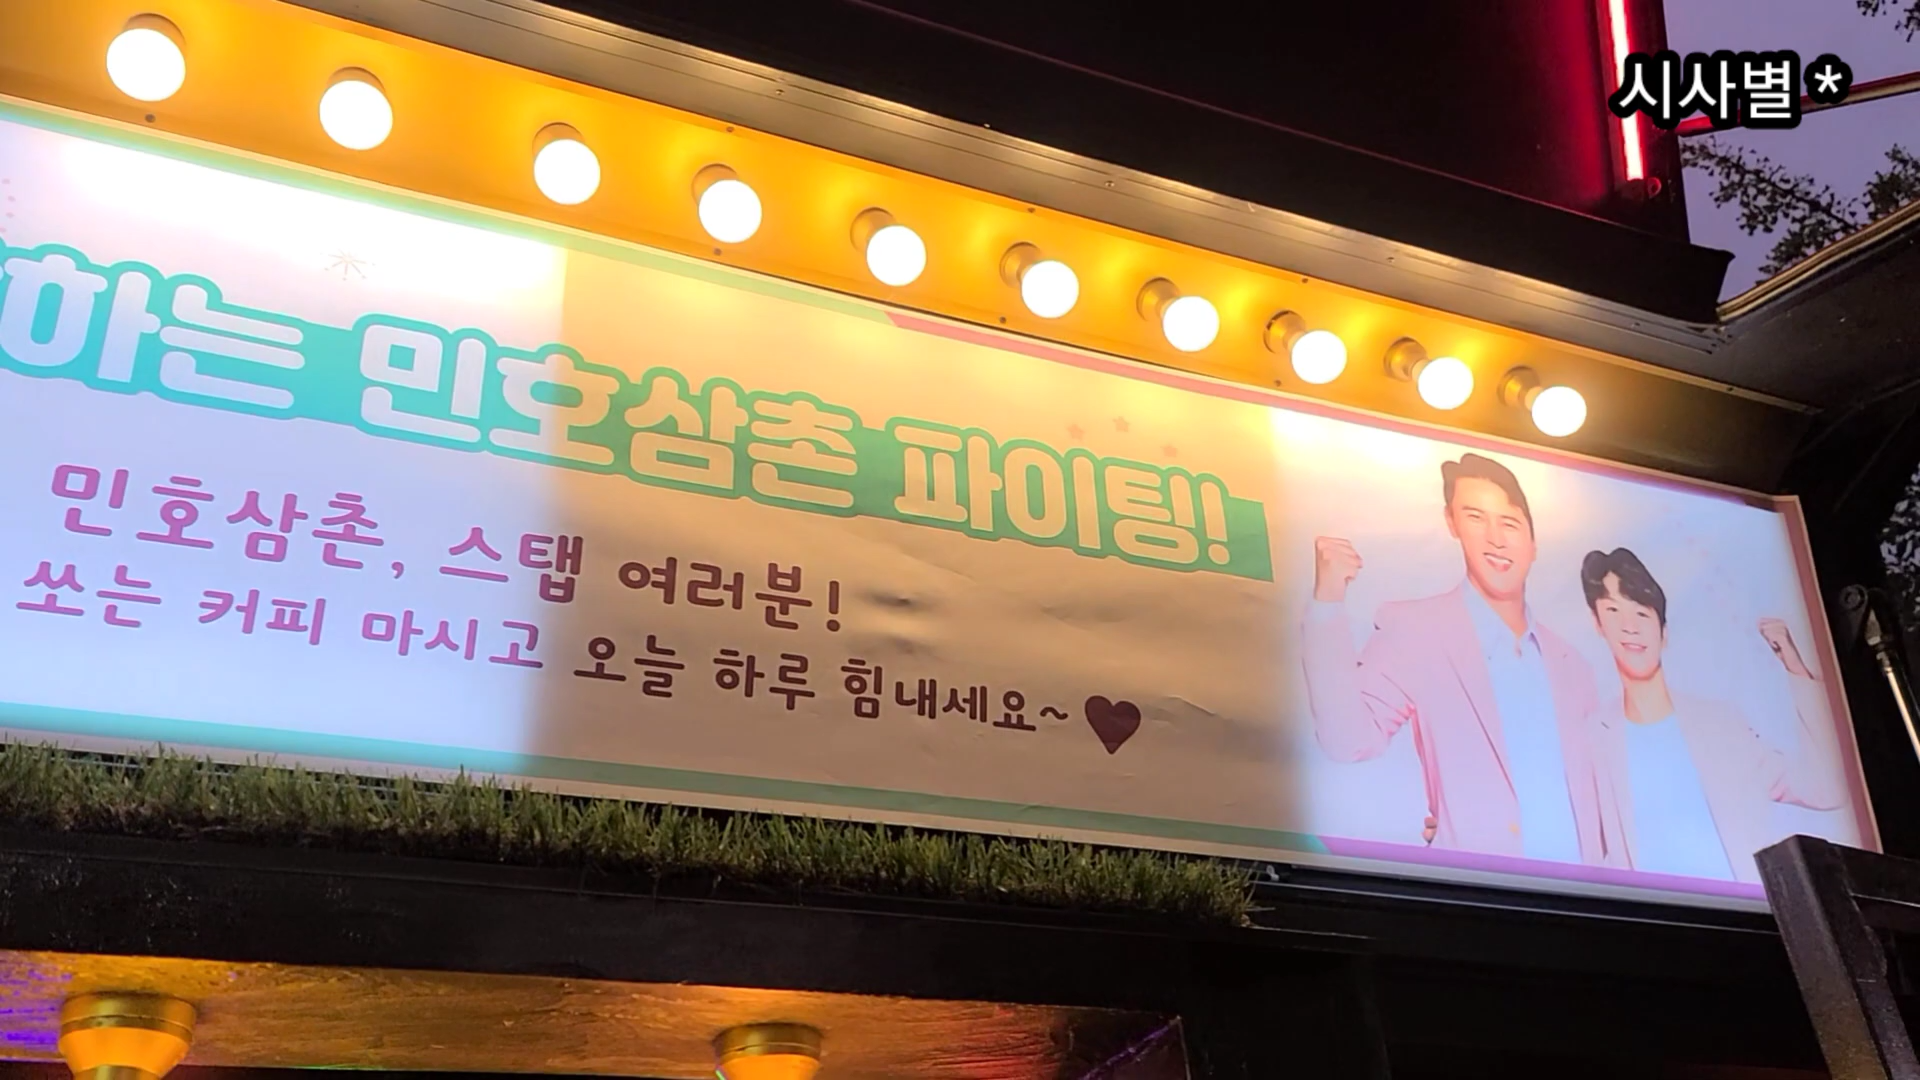 시사별 *
하는 민호삼촌 파이팅!
민호삼촌, 스탭 여러분!
쏘는 커피 마시고 오늘 하루 힘내세요~♥